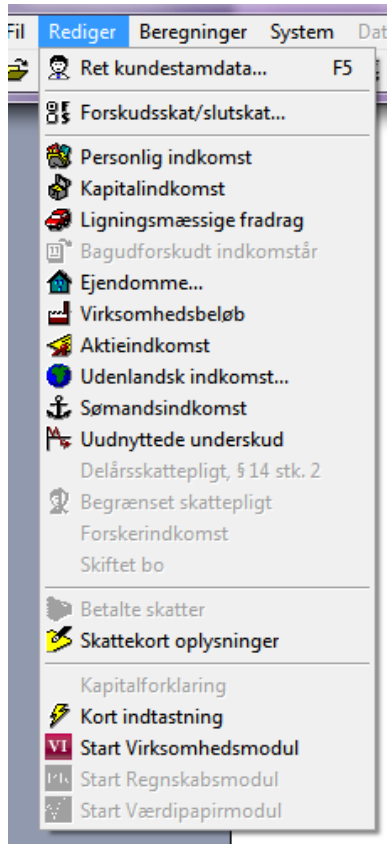 Fil Rediger Beregninger System Dat
Ret kundestamdata... F5
Forskudsskat/slutskat...
Personlig indkomst
Kapitalindkomst
Ligningsmæssige fradrag
Bagudforskudt indkomstår
Ejendomme...
Virksomhedsbeløb
Aktieindkomst
Udenlandsk indkomst...
Sømandsindkomst
Uudnyttede underskud
Delårsskattepligt, §14 stk. 2
Begrænset skattepligt
Forskerindkomst
Skiftet bo
Betalte skatter
Skattekort oplysninger
Kapitalforklaring
Kort indtastning
VI Start Virksomhedsmodul
Start Regnskabsmodul
Start Værdipapirmodul